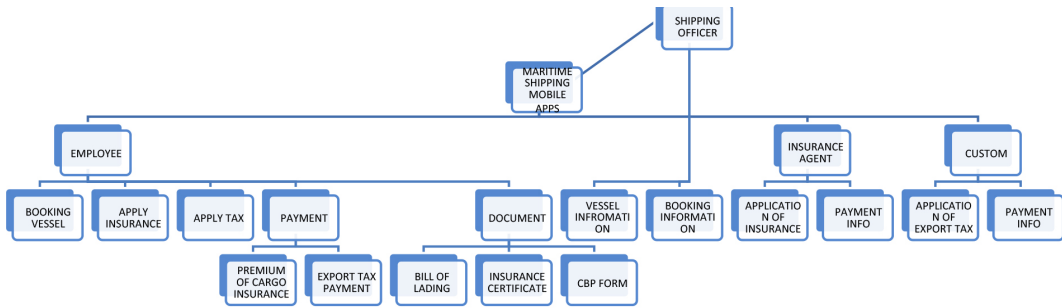 SHIPPING
OFFICER
MARITIME
SHIPPING
MOBILE
APPS
EMPLOYEE
INSURANCE
AGENT
CUSTOM
BOOKING
VESSEL
APPLY
INSURANCE
APPLY TAX
PAYMENT
DOCUMENT
VESSEL
INFROMATI
ON
BOOKING
INFORMATI
ON
APPLICATIO
N OF
INSURANCE
PAYMENT
INFO
APPLICATIO
N OF
EXPORT TAX
PAYMENT
INFO
PREMIUM
OF CARGO
INSURANCE
EXPORT TAX
PAYMENT
BILL OF
LADING
INSURANCE
CERTIFICATE
CBP FORM